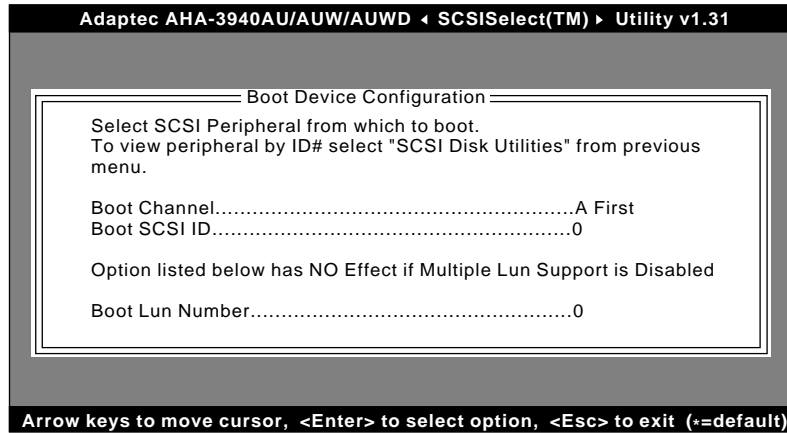 Adaptec AHA-3940AU/AUW/AUWD ◂ SCSISelect(TM) ▸ Utility v1.31
Boot Device Configuration
Select SCSI Peripheral from which to boot.
To view peripheral by ID# select "SCSI Disk Utilities" from previous
menu.
Boot Channel..........................................................A First
Boot SCSI ID..........................................................0
Option listed below has NO Effect if Multiple Lun Support is Disabled
Boot Lun Number....................................................0
Arrow keys to move cursor, <Enter> to select option, <Esc> to exit (*=default)